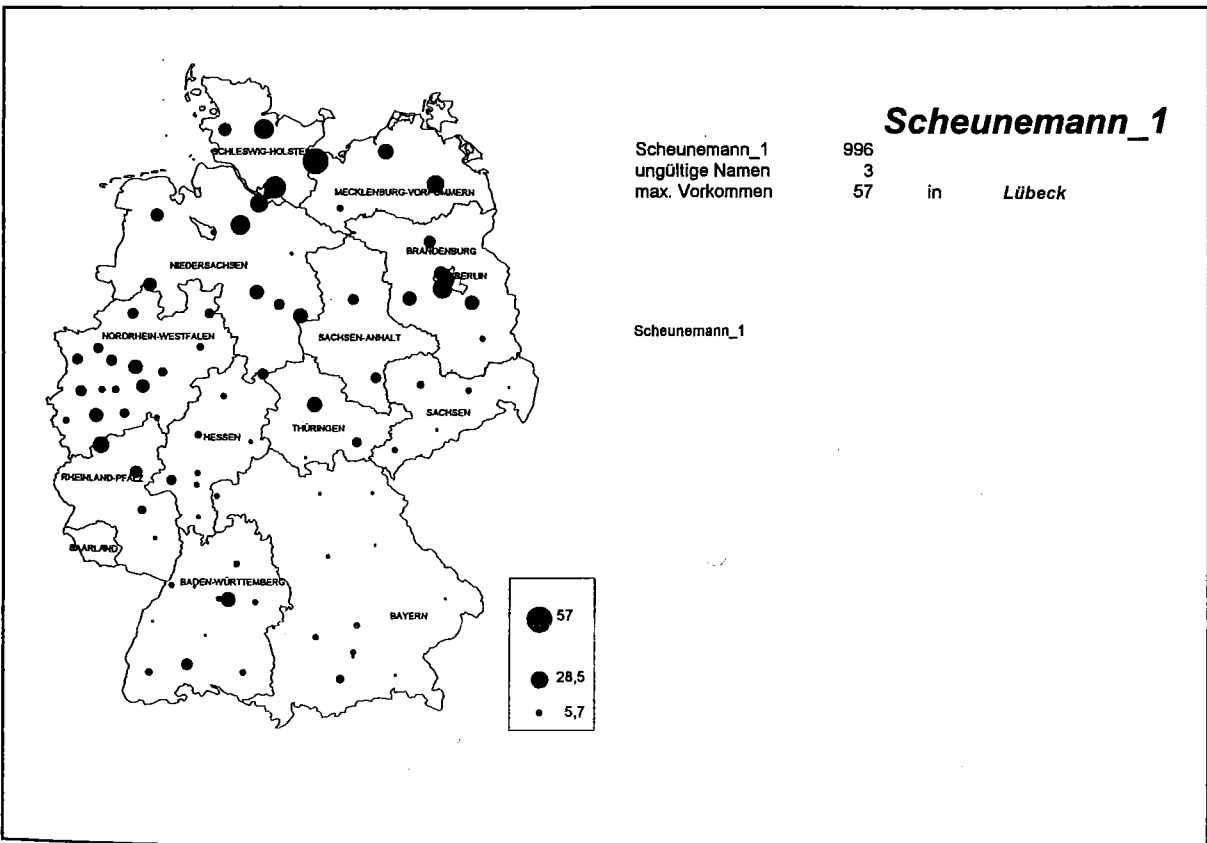 Scheunemann_1
Scheunemann_1 996
ungültige Namen 3
max. Vorkommen 57 in Lübeck
Scheunemann_1
SCHLESWIG-HOLSTE
MECKLENBURG-VORPOMMERN
BRANDENBURG
BERLIN
NIEDERSACHSEN
NORDRHEIN-WESTFALEN
SACHSEN-ANHALT
SACHSEN
THÜRINGEN
HESSEN
RHEINLAND-PFALZ
SAARLAND
BADEN-WÜRTTEMBERG
BAYERN
57
28,5
5,7